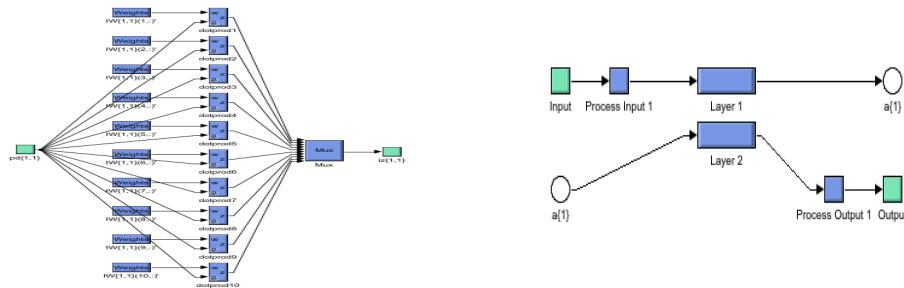 Weights
IW{1,1}(1,:)'
dotprod1
Weights
IW{1,1}(2,:)'
dotprod2
Weights
IW{1,1}(3,:)'
dotprod3
Weights
IW{1,1}(4,:)'
dotprod4
Weights
IW{1,1}(5,:)'
dotprod5
pd{1,1}
Mux
Mux
iz{1,1}
Weights
IW{1,1}(6,:)'
dotprod6
Weights
IW{1,1}(7,:)'
dotprod7
Weights
IW{1,1}(8,:)'
dotprod8
Weights
IW{1,1}(9,:)'
dotprod9
Weights
IW{1,1}(10,:)'
dotprod10
Input
Process Input 1
Layer 1
a{1}
Layer 2
a{1}
Process Output 1
Outpu